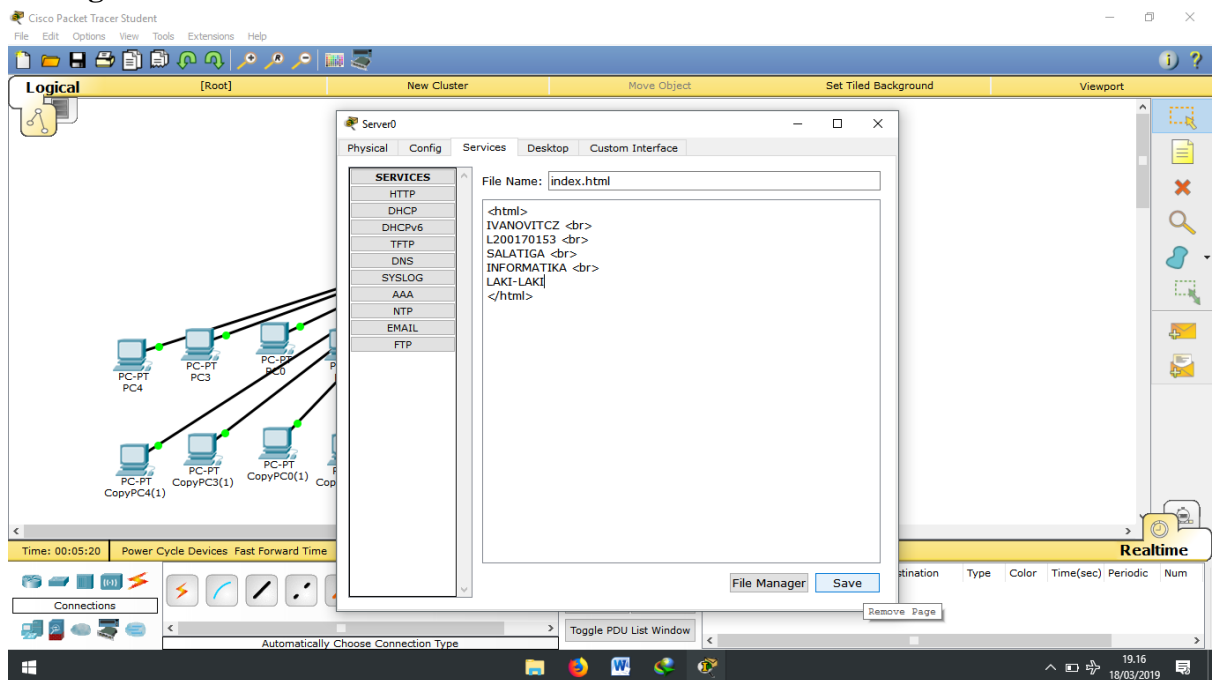 Cisco Packet Tracer Student
File Edit Options View Tools Extensions Help
Logical [Root] New Cluster Move Object Set Tiled Background Viewport
Server0
Physical Config Services Desktop Custom Interface
SERVICES
HTTP
DHCP
DHCPv6
TFTP
DNS
SYSLOG
AAA
NTP
EMAIL
FTP
File Name: index.html
<html>
IVANOVITCZ <br>
L200170153 <br>
SALATIGA <br>
INFORMATIKA <br>
LAKI-LAKI
</html>
File Manager Save
Remove Page
PC-PT
PC4
PC-PT
PC3
PC-PT
PC0
PC-PT
CopyPC4(1)
PC-PT
CopyPC3(1)
PC-PT
CopyPC0(1)
Time: 00:05:20 Power Cycle Devices Fast Forward Time
Realtime
Connections
Automatically Choose Connection Type
Toggle PDU List Window
Type Color Time(sec) Periodic Num
19.16
18/03/2019